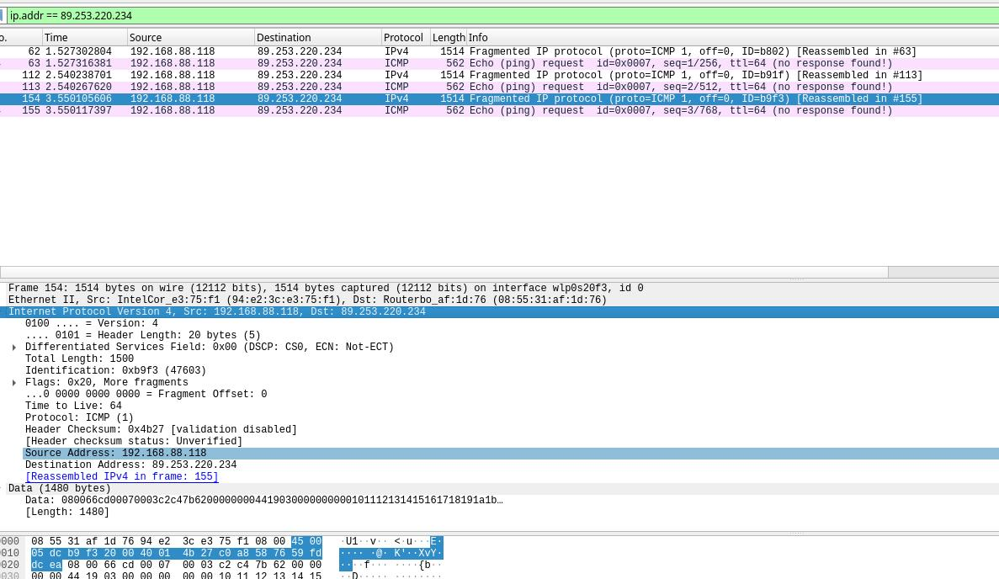 ip.addr == 89.253.220.234
o. Time Source Destination Protocol Length Info
62 1.527302804 192.168.88.118 89.253.220.234 IPv4 1514 Fragmented IP protocol (proto=ICMP 1, off=0, ID=b802) [Reassembled in #63]
63 1.527316381 192.168.88.118 89.253.220.234 ICMP 562 Echo (ping) request id=0x0007, seq=1/256, ttl=64 (no response found!)
112 2.540238701 192.168.88.118 89.253.220.234 IPv4 1514 Fragmented IP protocol (proto=ICMP 1, off=0, ID=b91f) [Reassembled in #113]
113 2.540267620 192.168.88.118 89.253.220.234 ICMP 562 Echo (ping) request id=0x0007, seq=2/512, ttl=64 (no response found!)
154 3.550105606 192.168.88.118 89.253.220.234 IPv4 1514 Fragmented IP protocol (proto=ICMP 1, off=0, ID=b9f3) [Reassembled in #155]
155 3.550117397 192.168.88.118 89.253.220.234 ICMP 562 Echo (ping) request id=0x0007, seq=3/768, ttl=64 (no response found!)
Frame 154: 1514 bytes on wire (12112 bits), 1514 bytes captured (12112 bits) on interface wlp0s20f3, id 0
Ethernet II, Src: IntelCor_e3:75:f1 (94:e2:3c:e3:75:f1), Dst: Routerbo_af:1d:76 (08:55:31:af:1d:76)
Internet Protocol Version 4, Src: 192.168.88.118, Dst: 89.253.220.234
0100 .... = Version: 4
.... 0101 = Header Length: 20 bytes (5)
Differentiated Services Field: 0x00 (DSCP: CS0, ECN: Not-ECT)
Total Length: 1500
Identification: 0xb9f3 (47603)
Flags: 0x20, More fragments
...0 0000 0000 0000 = Fragment Offset: 0
Time to Live: 64
Protocol: ICMP (1)
Header Checksum: 0x4b27 [validation disabled]
[Header checksum status: Unverified]
Source Address: 192.168.88.118
Destination Address: 89.253.220.234
[Reassembled IPv4 in frame: 155]
Data (1480 bytes)
Data: 080066cd00070003c2c47b6200000000441903000000000010111213141516171819 1a1b…
[Length: 1480]
0000 08 55 31 af 1d 76 94 e2 3c e3 75 f1 08 00 45 00 ·U1··v·· <·u···E·
0010 05 dc b9 f3 20 00 40 01 4b 27 c0 a8 58 76 59 fd ···· ·@· K'··XvY·
0020 dc ea 08 00 66 cd 00 07 00 03 c2 c4 7b 62 00 00 ····f··· ····{b··
0030 00 00 44 19 03 00 00 00 00 00 10 11 12 13 14 15 ··D····· ········